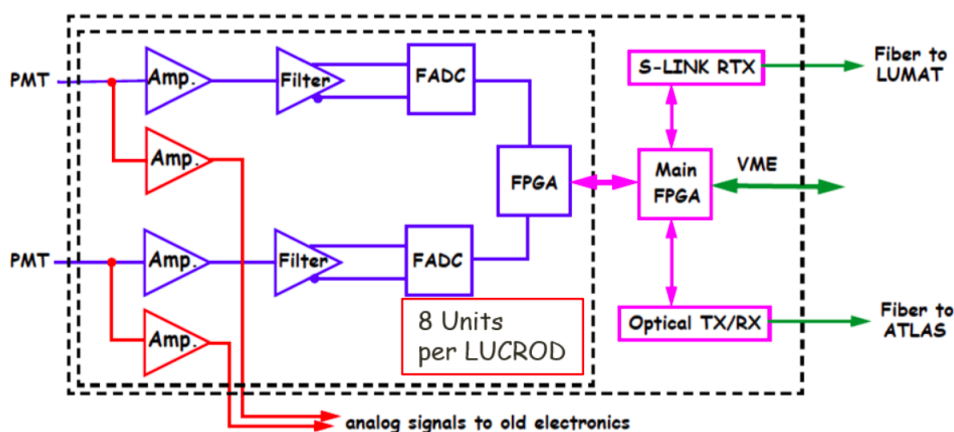 PMT
Amp.
Filter
FADC
Amp.
FPGA
PMT
Amp.
Filter
FADC
Amp.
8 Units
per LUCROD
analog signals to old electronics
S-LINK RTX
Fiber to
LUMAT
Main
FPGA
VME
Optical TX/RX
Fiber to
ATLAS